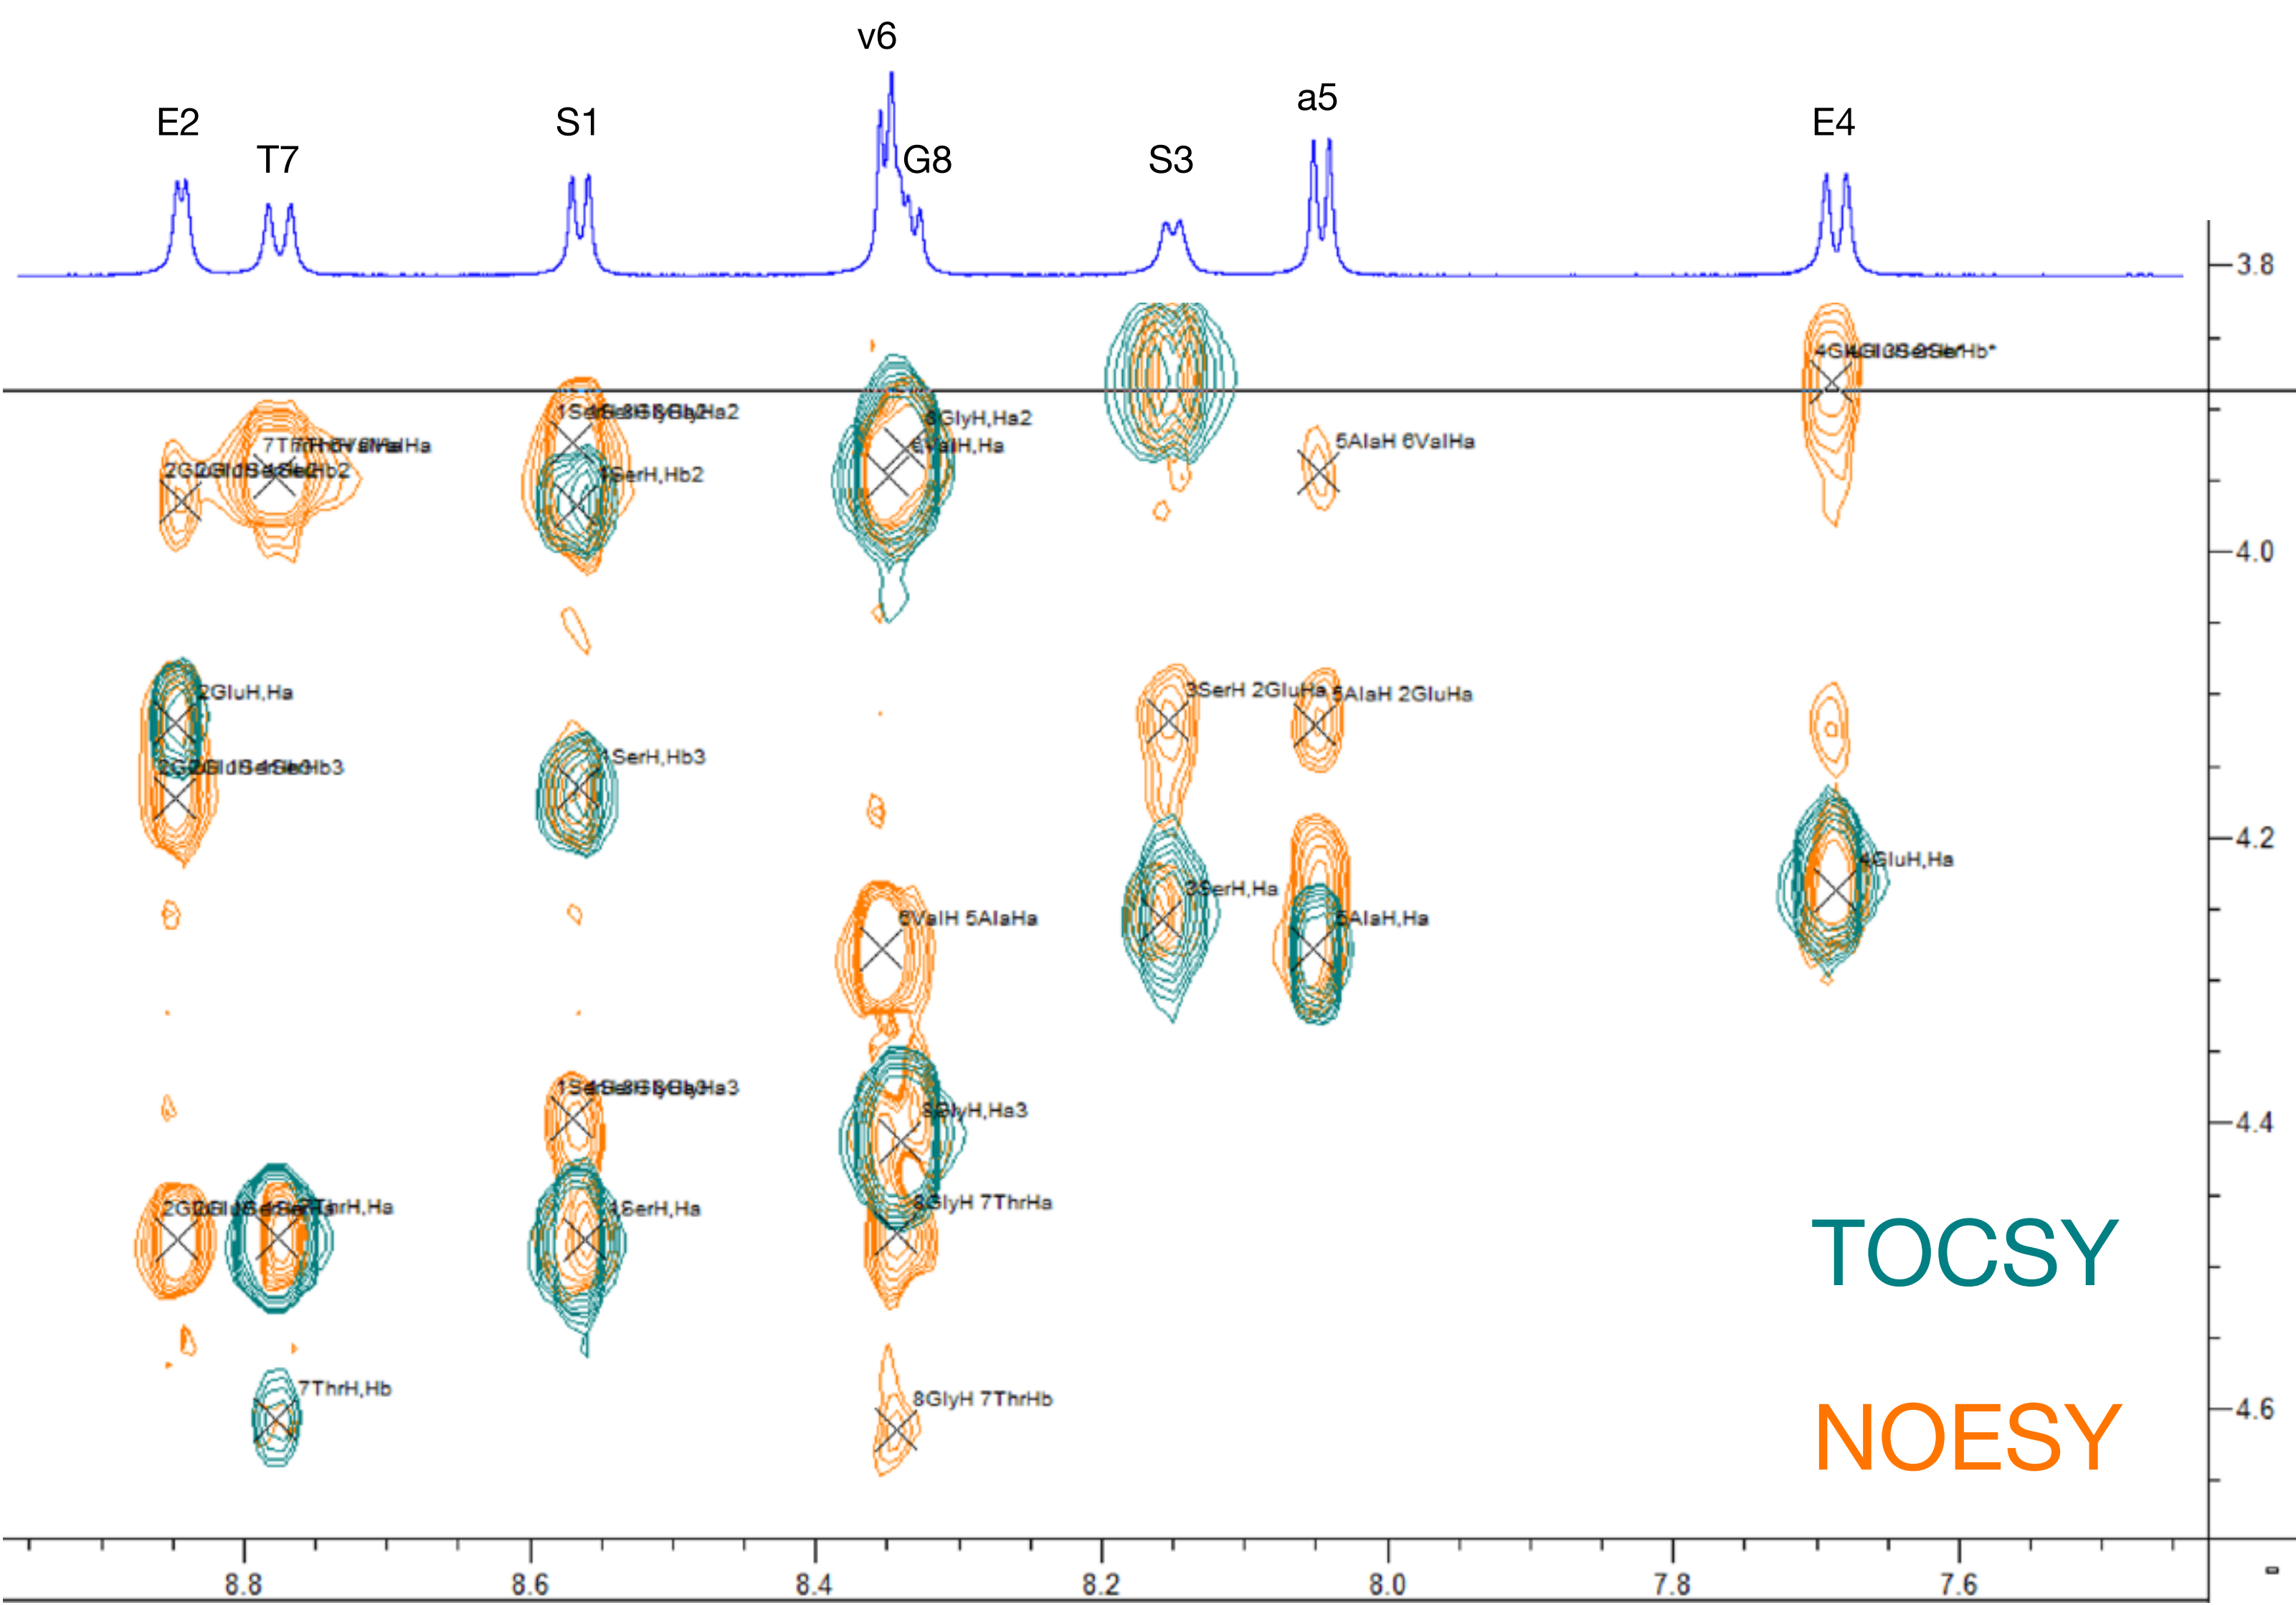 v6
a5
E2
S1
E4
T7
G8
S3
3.8
8GlyH,Ha2
6ValH,Ha
5AlaH 6ValHa
1SerH,Hb2
4.0
2GluH,Ha
3SerH 2GluHa
5AlaH 2GluHa
1SerH,Hb3
4.2
4GluH,Ha
3SerH,Ha
6ValH 5AlaHa
5AlaH,Ha
8GlyH,Ha3
4.4
8GlyH 7ThrHa
7ThrH,Ha
1SerH,Ha
TOCSY
7ThrH,Hb
8GlyH 7ThrHb
4.6
NOESY
8.8
8.6
8.4
8.2
8.0
7.8
7.6